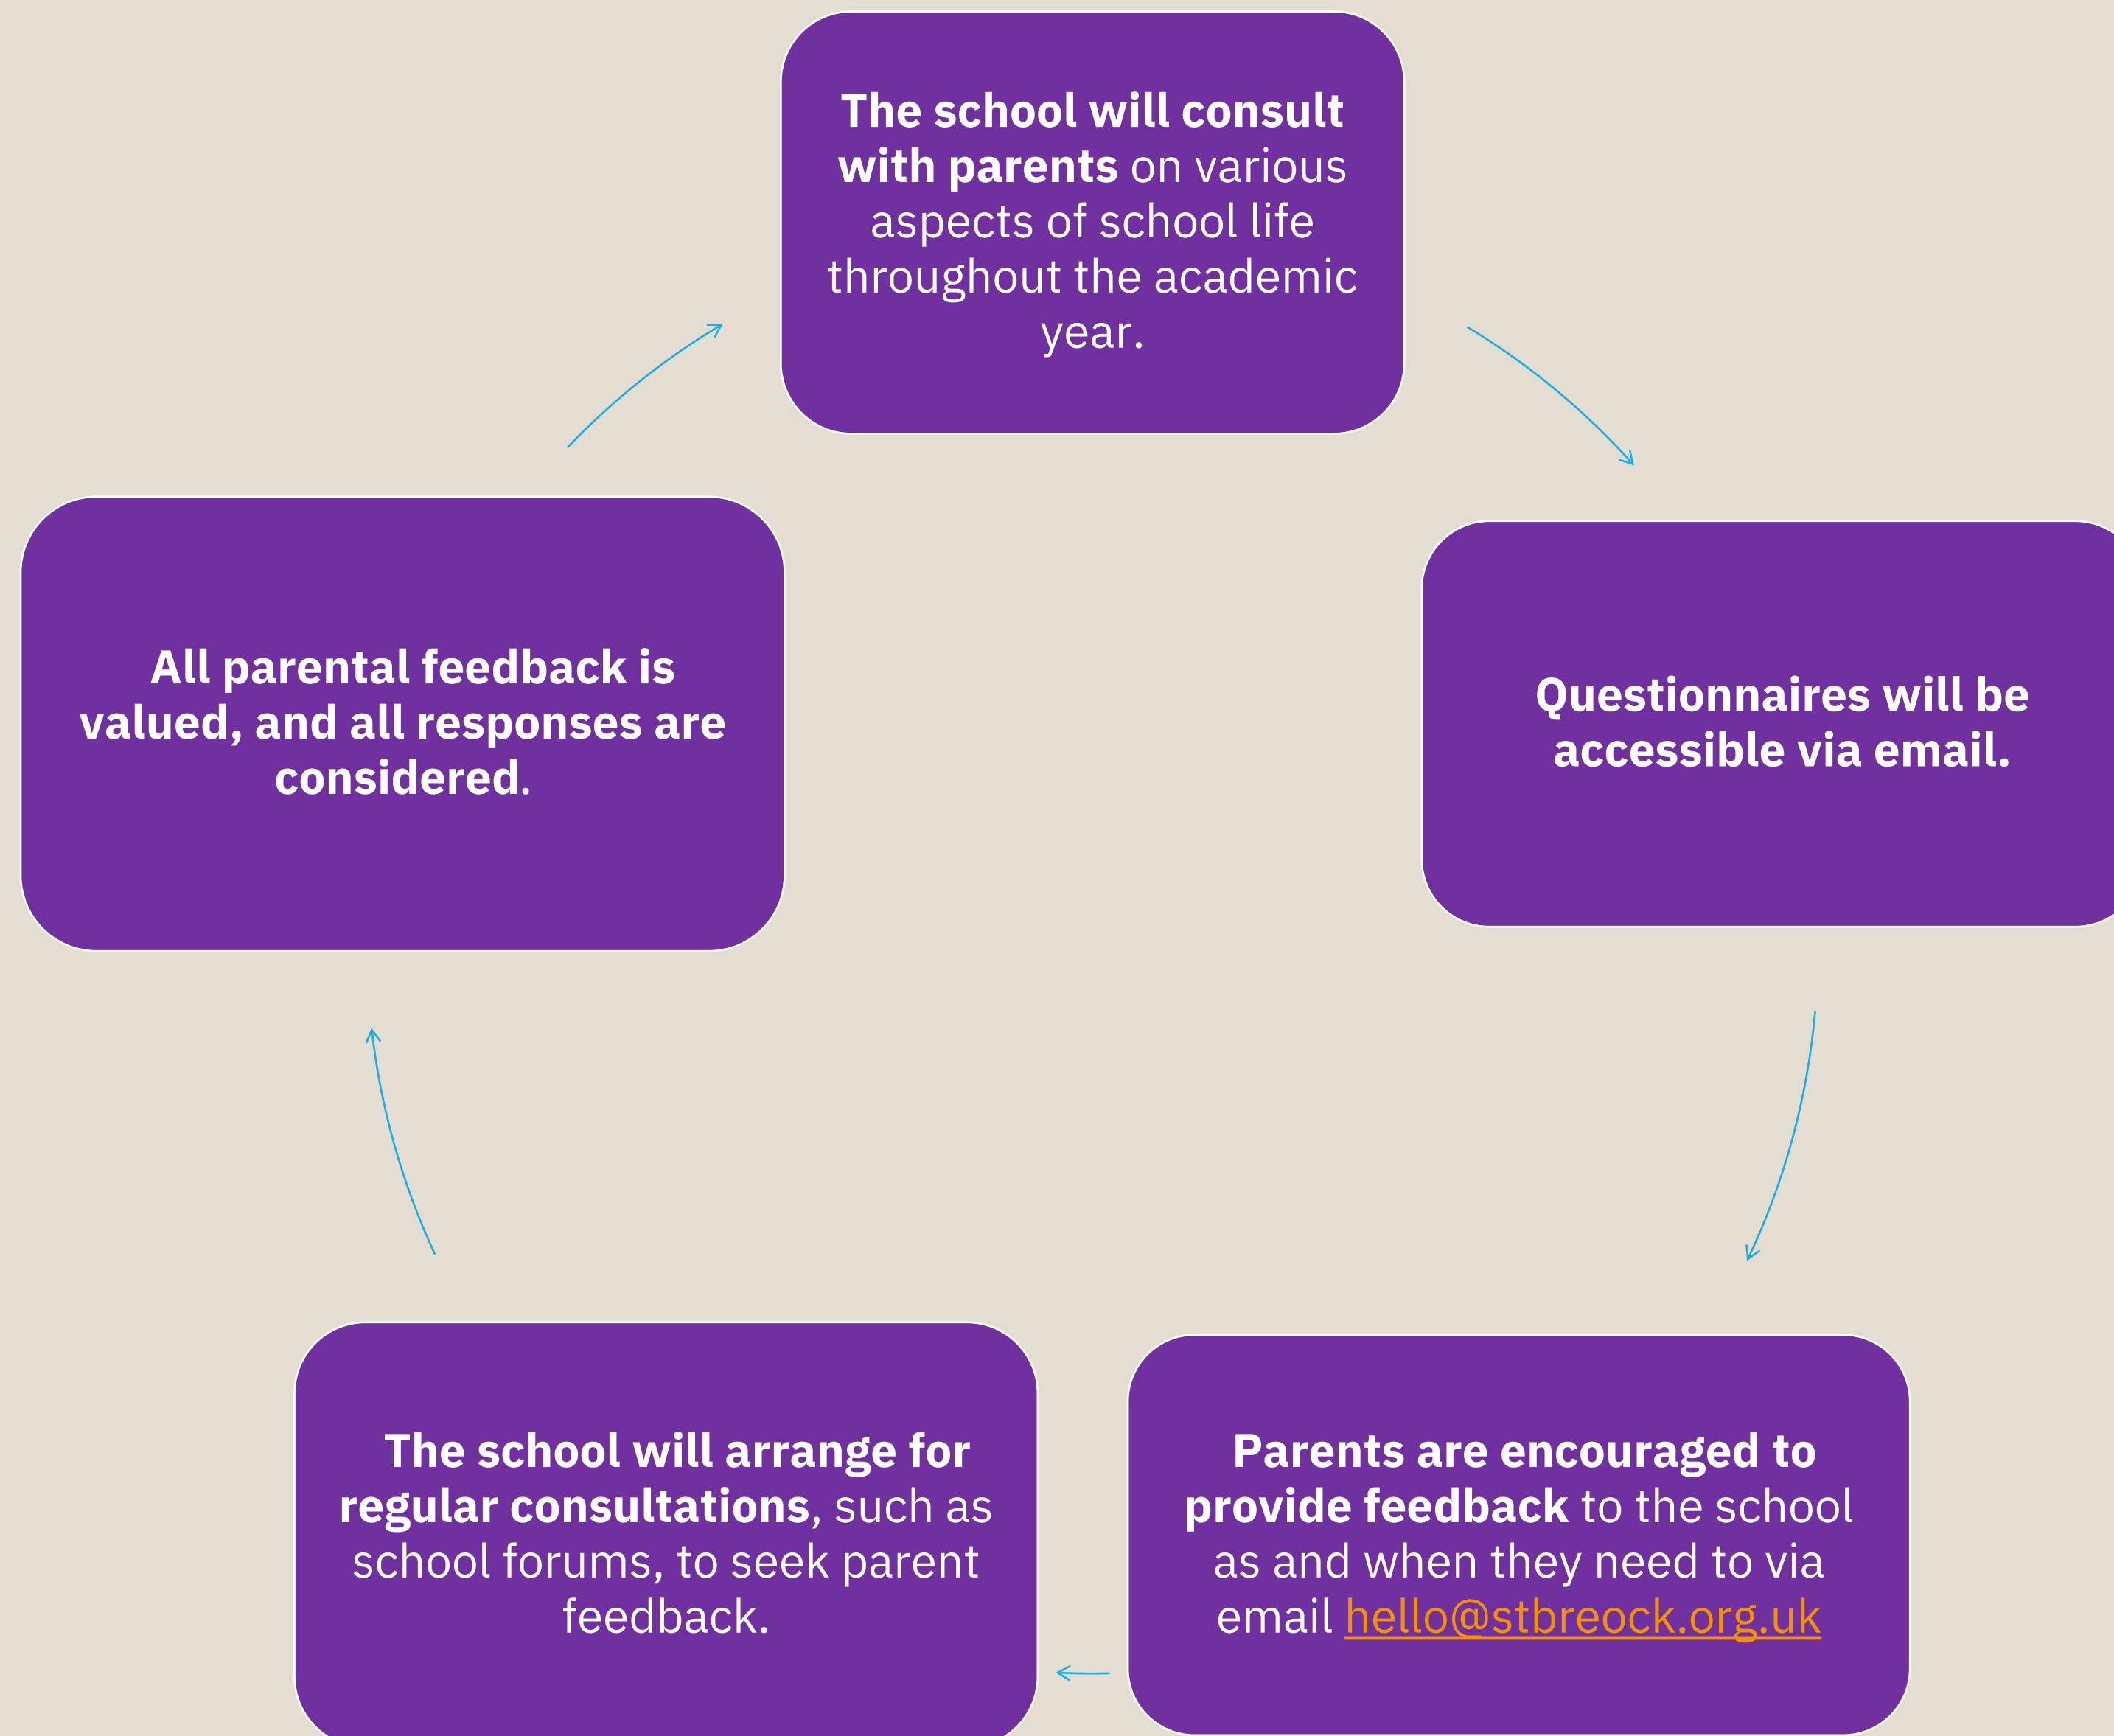 The school will consult
with parents on various
aspects of school life
throughout the academic
year.
Questionnaires will be
accessible via email.
Parents are encouraged to
provide feedback to the school
as and when they need to via
email hello@stbreock.org.uk
The school will arrange for
regular consultations, such as
school forums, to seek parent
feedback.
All parental feedback is
valued, and all responses are
considered.